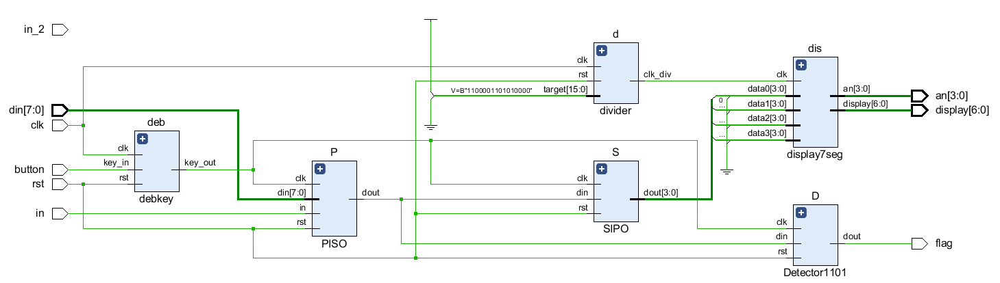 in_2
din[7:0]
clk
button
rst
in
deb
clk
key_in
rst
key_out
debkey
P
clk
din[7:0]
in
rst
dout
PISO
V=B"1100001101010000"
d
clk
rst
target[15:0]
clk_div
divider
S
clk
din
rst
dout[3:0]
SIPO
dis
clk
data0[3:0]
data1[3:0]
data2[3:0]
data3[3:0]
0
...
...
...
an[3:0]
display[6:0]
display7seg
D
clk
din
rst
dout
Detector1101
an[3:0]
display[6:0]
flag